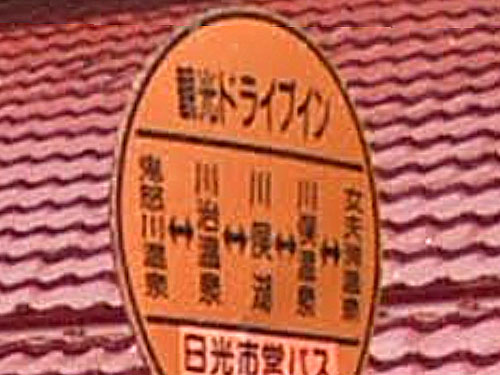 観光ドライブイン
鬼怒川温泉↔川治温泉↔川俣湖↔川俣温泉↔女夫渕温泉
日光市営バス